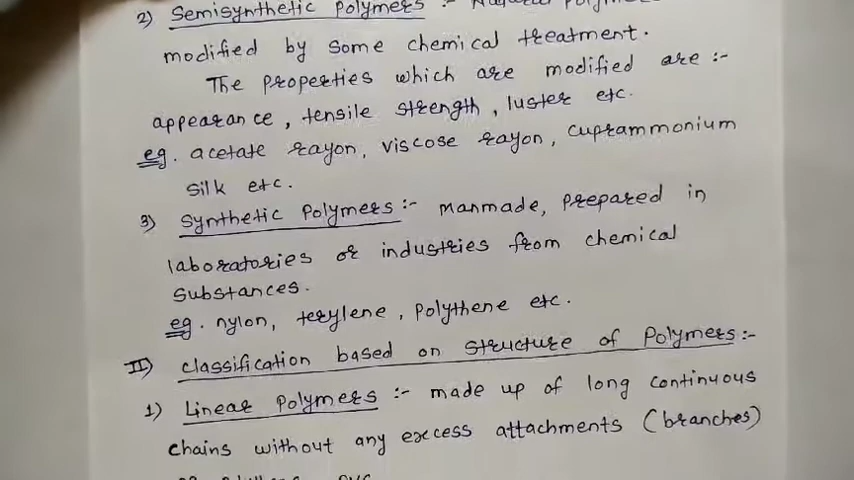 2) Semisynthetic Polymers :- Natural
modified by some chemical treatment.
The properties which are modified are :-
appearance, tensile strength, luster etc.
eg. acetate rayon, viscose rayon, cuprammonium
silk etc.
3) Synthetic Polymers :- manmade, prepared in
laboratories or industries from chemical
substances.
eg. nylon, terylene, polythene etc.
II) classification based on structure of Polymers :-
1) Linear Polymers :- made up of long continuous
chains without any excess attachments (branches)
PVC